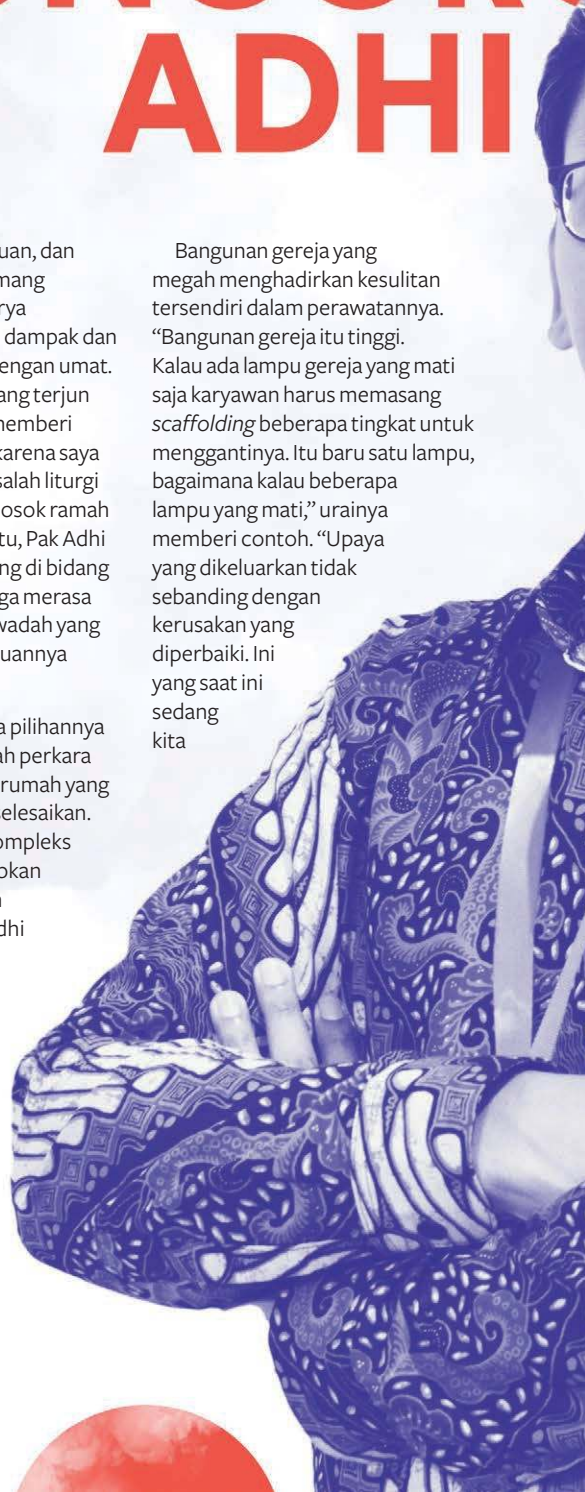 ADHI
uan, dan
mang
rya
dampak dan
engan umat.
ang terjun
nemberi
karena saya
salah liturgi
osok ramah
tu, Pak Adhi
ng di bidang
ga merasa
wadah yang
uannya
a pilihannya
ah perkara
rumah yang
selesaikan.
ompleks
okan
dhi
Bangunan gereja yang
megah menghadirkan kesulitan
tersendiri dalam perawatannya.
“Bangunan gereja itu tinggi.
Kalau ada lampu gereja yang mati
saja karyawan harus memasang
scaffolding beberapa tingkat untuk
menggantinya. Itu baru satu lampu,
bagaimana kalau beberapa
lampu yang mati,” urainya
memberi contoh. “Upaya
yang dikeluarkan tidak
sebanding dengan
kerusakan yang
diperbaiki. Ini
yang saat ini
sedang
kita